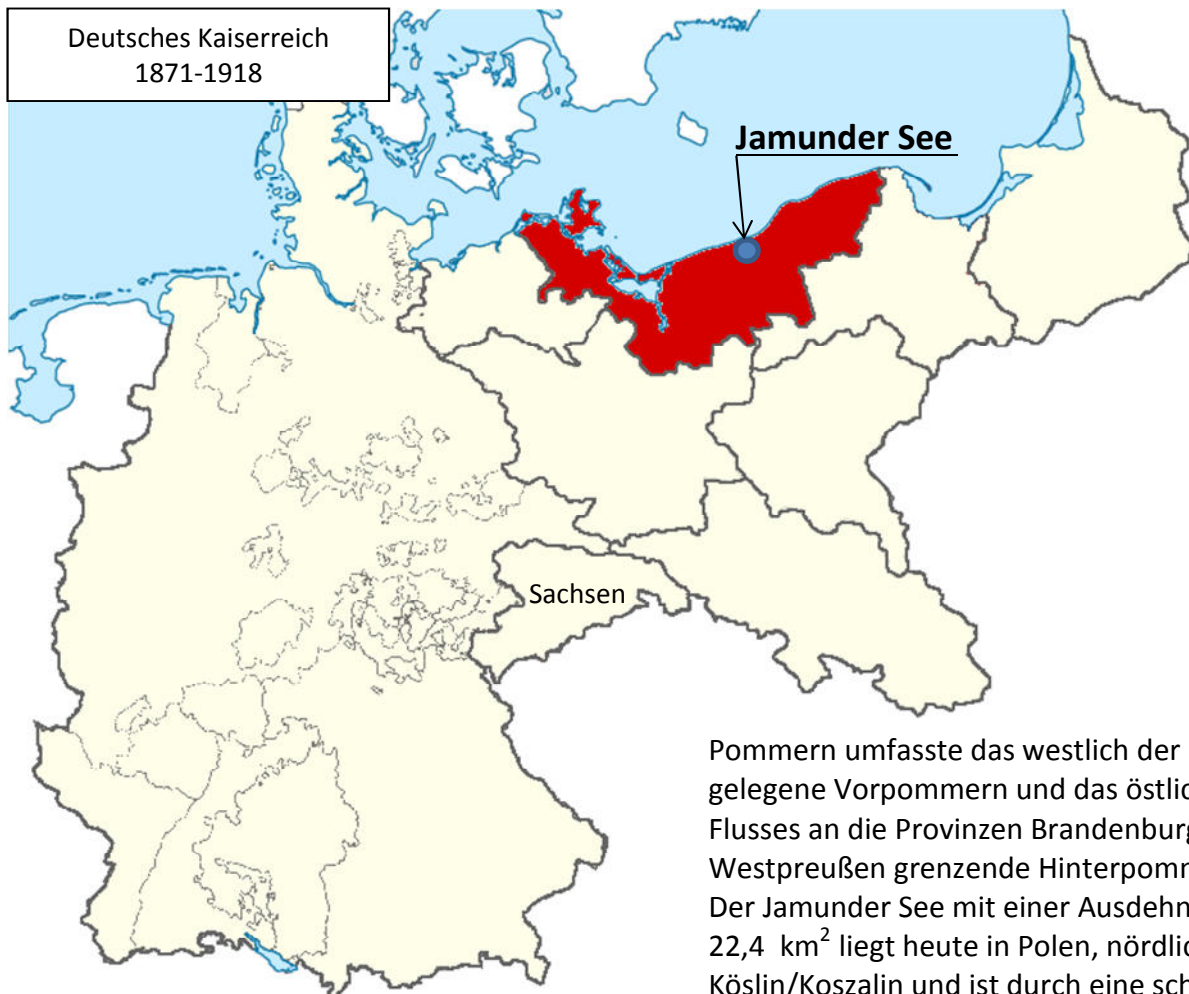 Deutsches Kaiserreich
1871-1918
Jamunder See
Sachsen
Pommern umfasste das westlich der
gelegene Vorpommern und das östlic
Flusses an die Provinzen Brandenburg
Westpreußen grenzende Hinterpomm
Der Jamunder See mit einer Ausdehn
22,4 km² liegt heute in Polen, nördlic
Köslin/Koszalin und ist durch eine sch